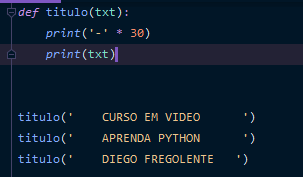 def titulo(txt):
    print('-' * 30)
    print(txt)
titulo('    CURSO EM VIDEO      ')
titulo('    APRENDA PYTHON      ')
titulo('    DIEGO FREGOLENTE   ')